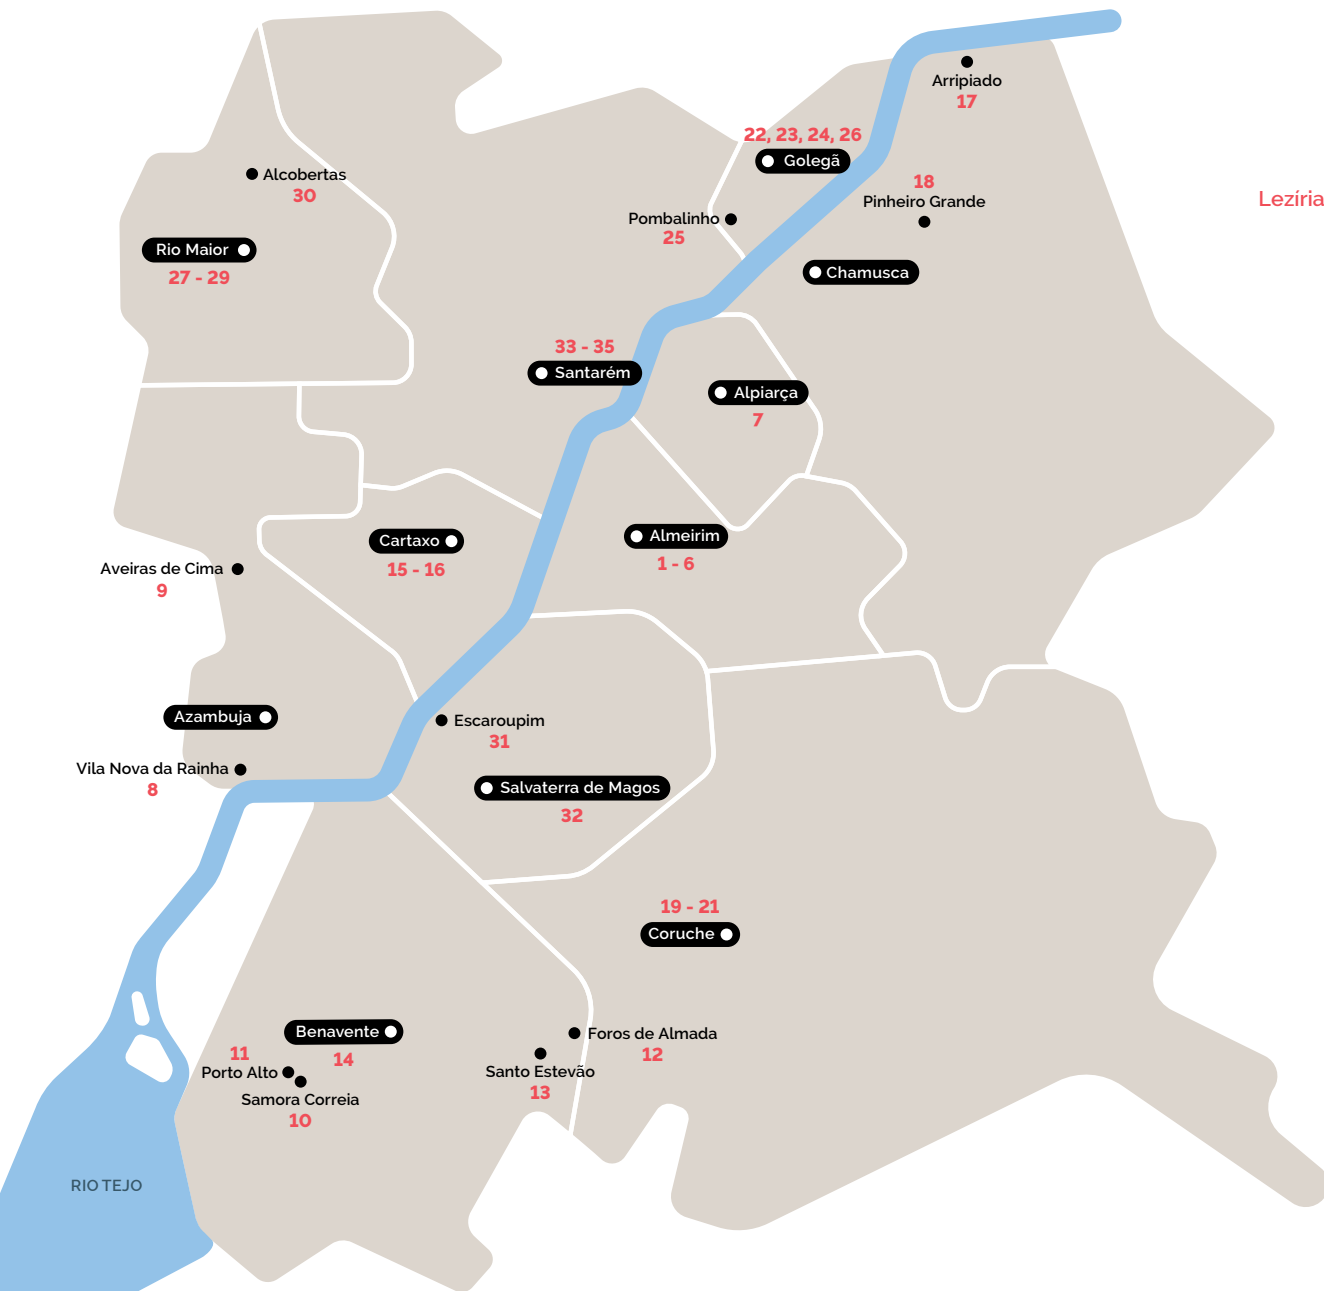 Arripiado
17
22, 23, 24, 26
Golegã
Alcobertas
30
18
Pinheiro Grande
Lezíria
Pombalinho
25
Rio Maior
27 - 29
Chamusca
33 - 35
Santarém
Alpiarça
7
Cartaxo
15 - 16
Almeirim
1 - 6
Aveiras de Cima
9
Azambuja
Escaroupim
31
Vila Nova da Rainha
8
Salvaterra de Magos
32
19 - 21
Coruche
Benavente
14
Foros de Almada
12
11
Porto Alto
Santo Estevão
13
Samora Correia
10
RIO TEJO